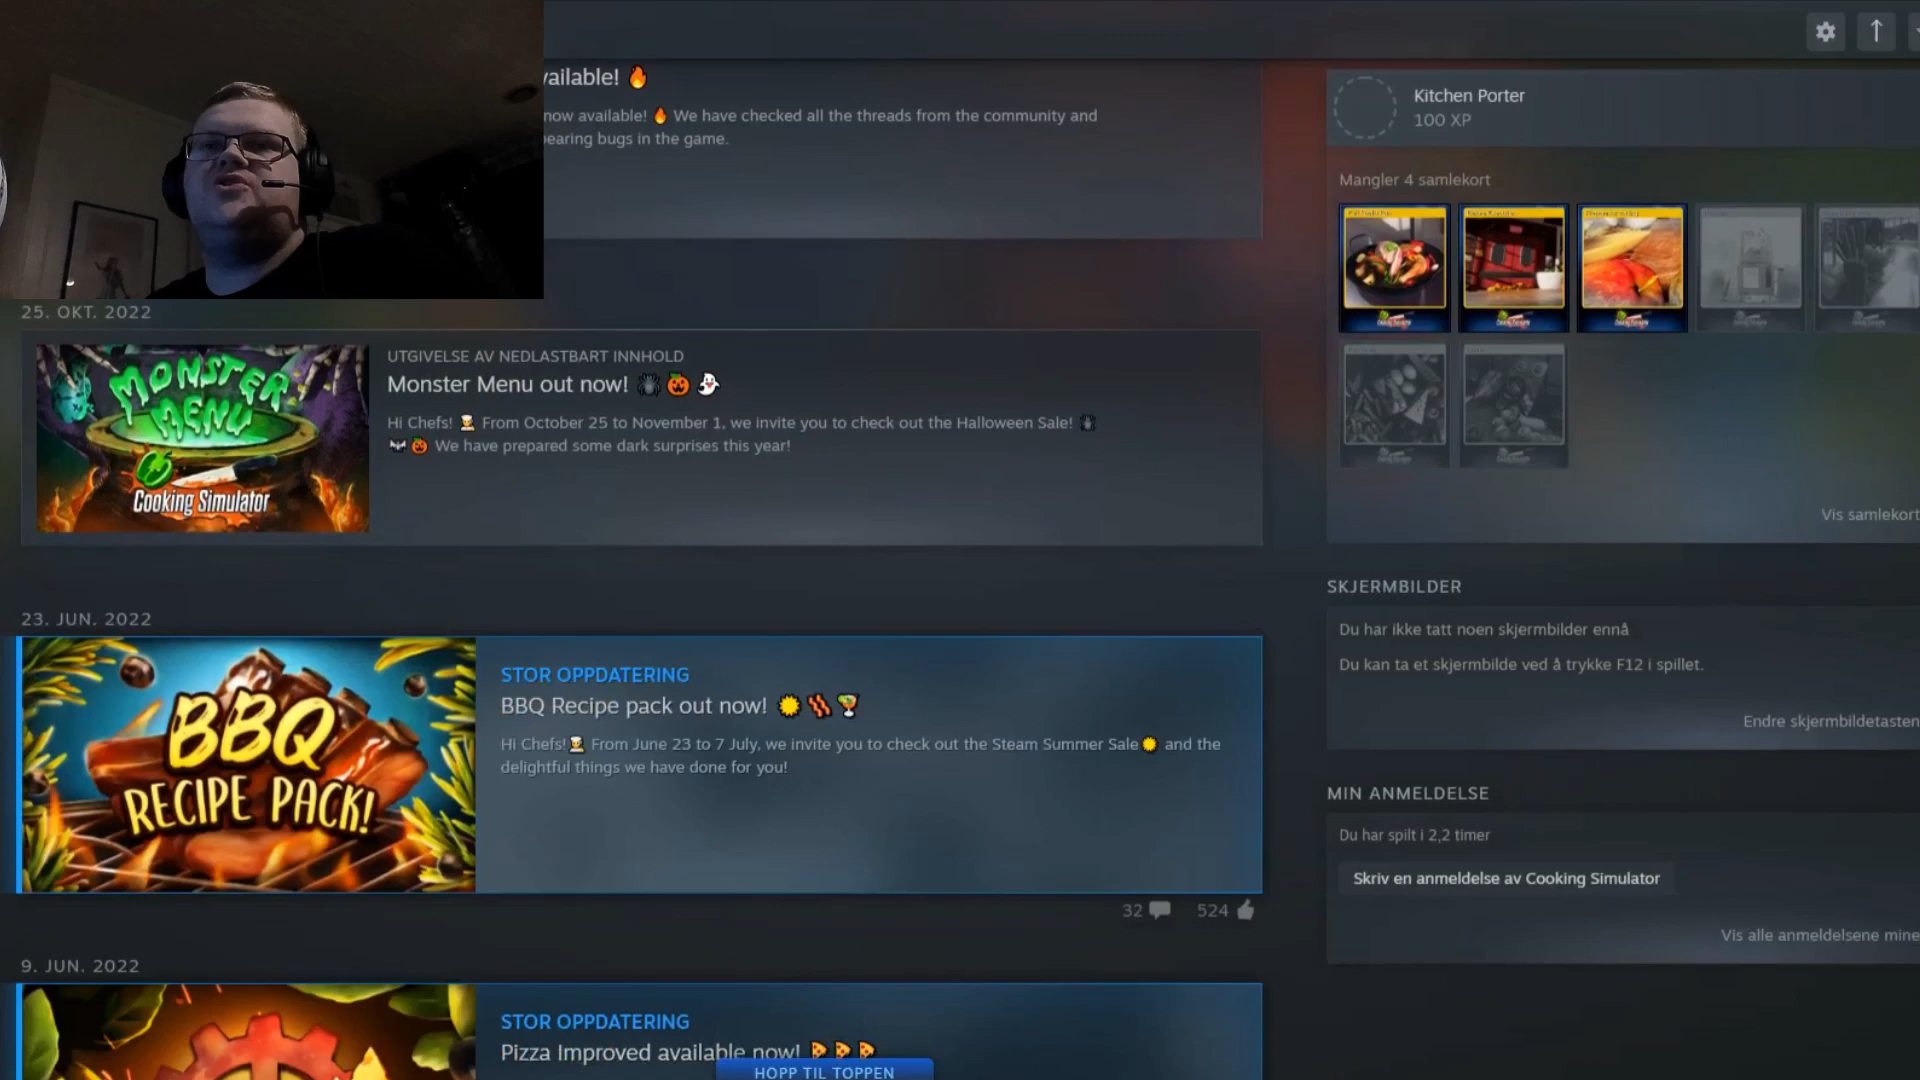 vailable!
now available! We have checked all the threads from the community and
bearing bugs in the game.
Kitchen Porter
100 XP
Mangler 4 samlekort
Cooking Simulator
Cooking Simulator
Cooking Simulator
Vis samlekort
25. OKT. 2022
MONSTER
MENU
Cooking Simulator
UTGIVELSE AV NEDLASTBART INNHOLD
Monster Menu out now!
Hi Chefs! From October 25 to November 1, we invite you to check out the Halloween Sale!
We have prepared some dark surprises this year!
23. JUN. 2022
BBQ
RECIPE PACK!
STOR OPPDATERING
BBQ Recipe pack out now!
Hi Chefs! From June 23 to 7 July, we invite you to check out the Steam Summer Sale and the
delightful things we have done for you!
32 524
9. JUN. 2022
STOR OPPDATERING
Pizza Improved available now!
HOPP TIL TOPPEN
SKJERMBILDER
Du har ikke tatt noen skjermbilder ennå
Du kan ta et skjermbilde ved å trykke F12 i spillet.
Endre skjermbildetasten
MIN ANMELDELSE
Du har spilt i 2,2 timer
Skriv en anmeldelse av Cooking Simulator
Vis alle anmeldelsene mine